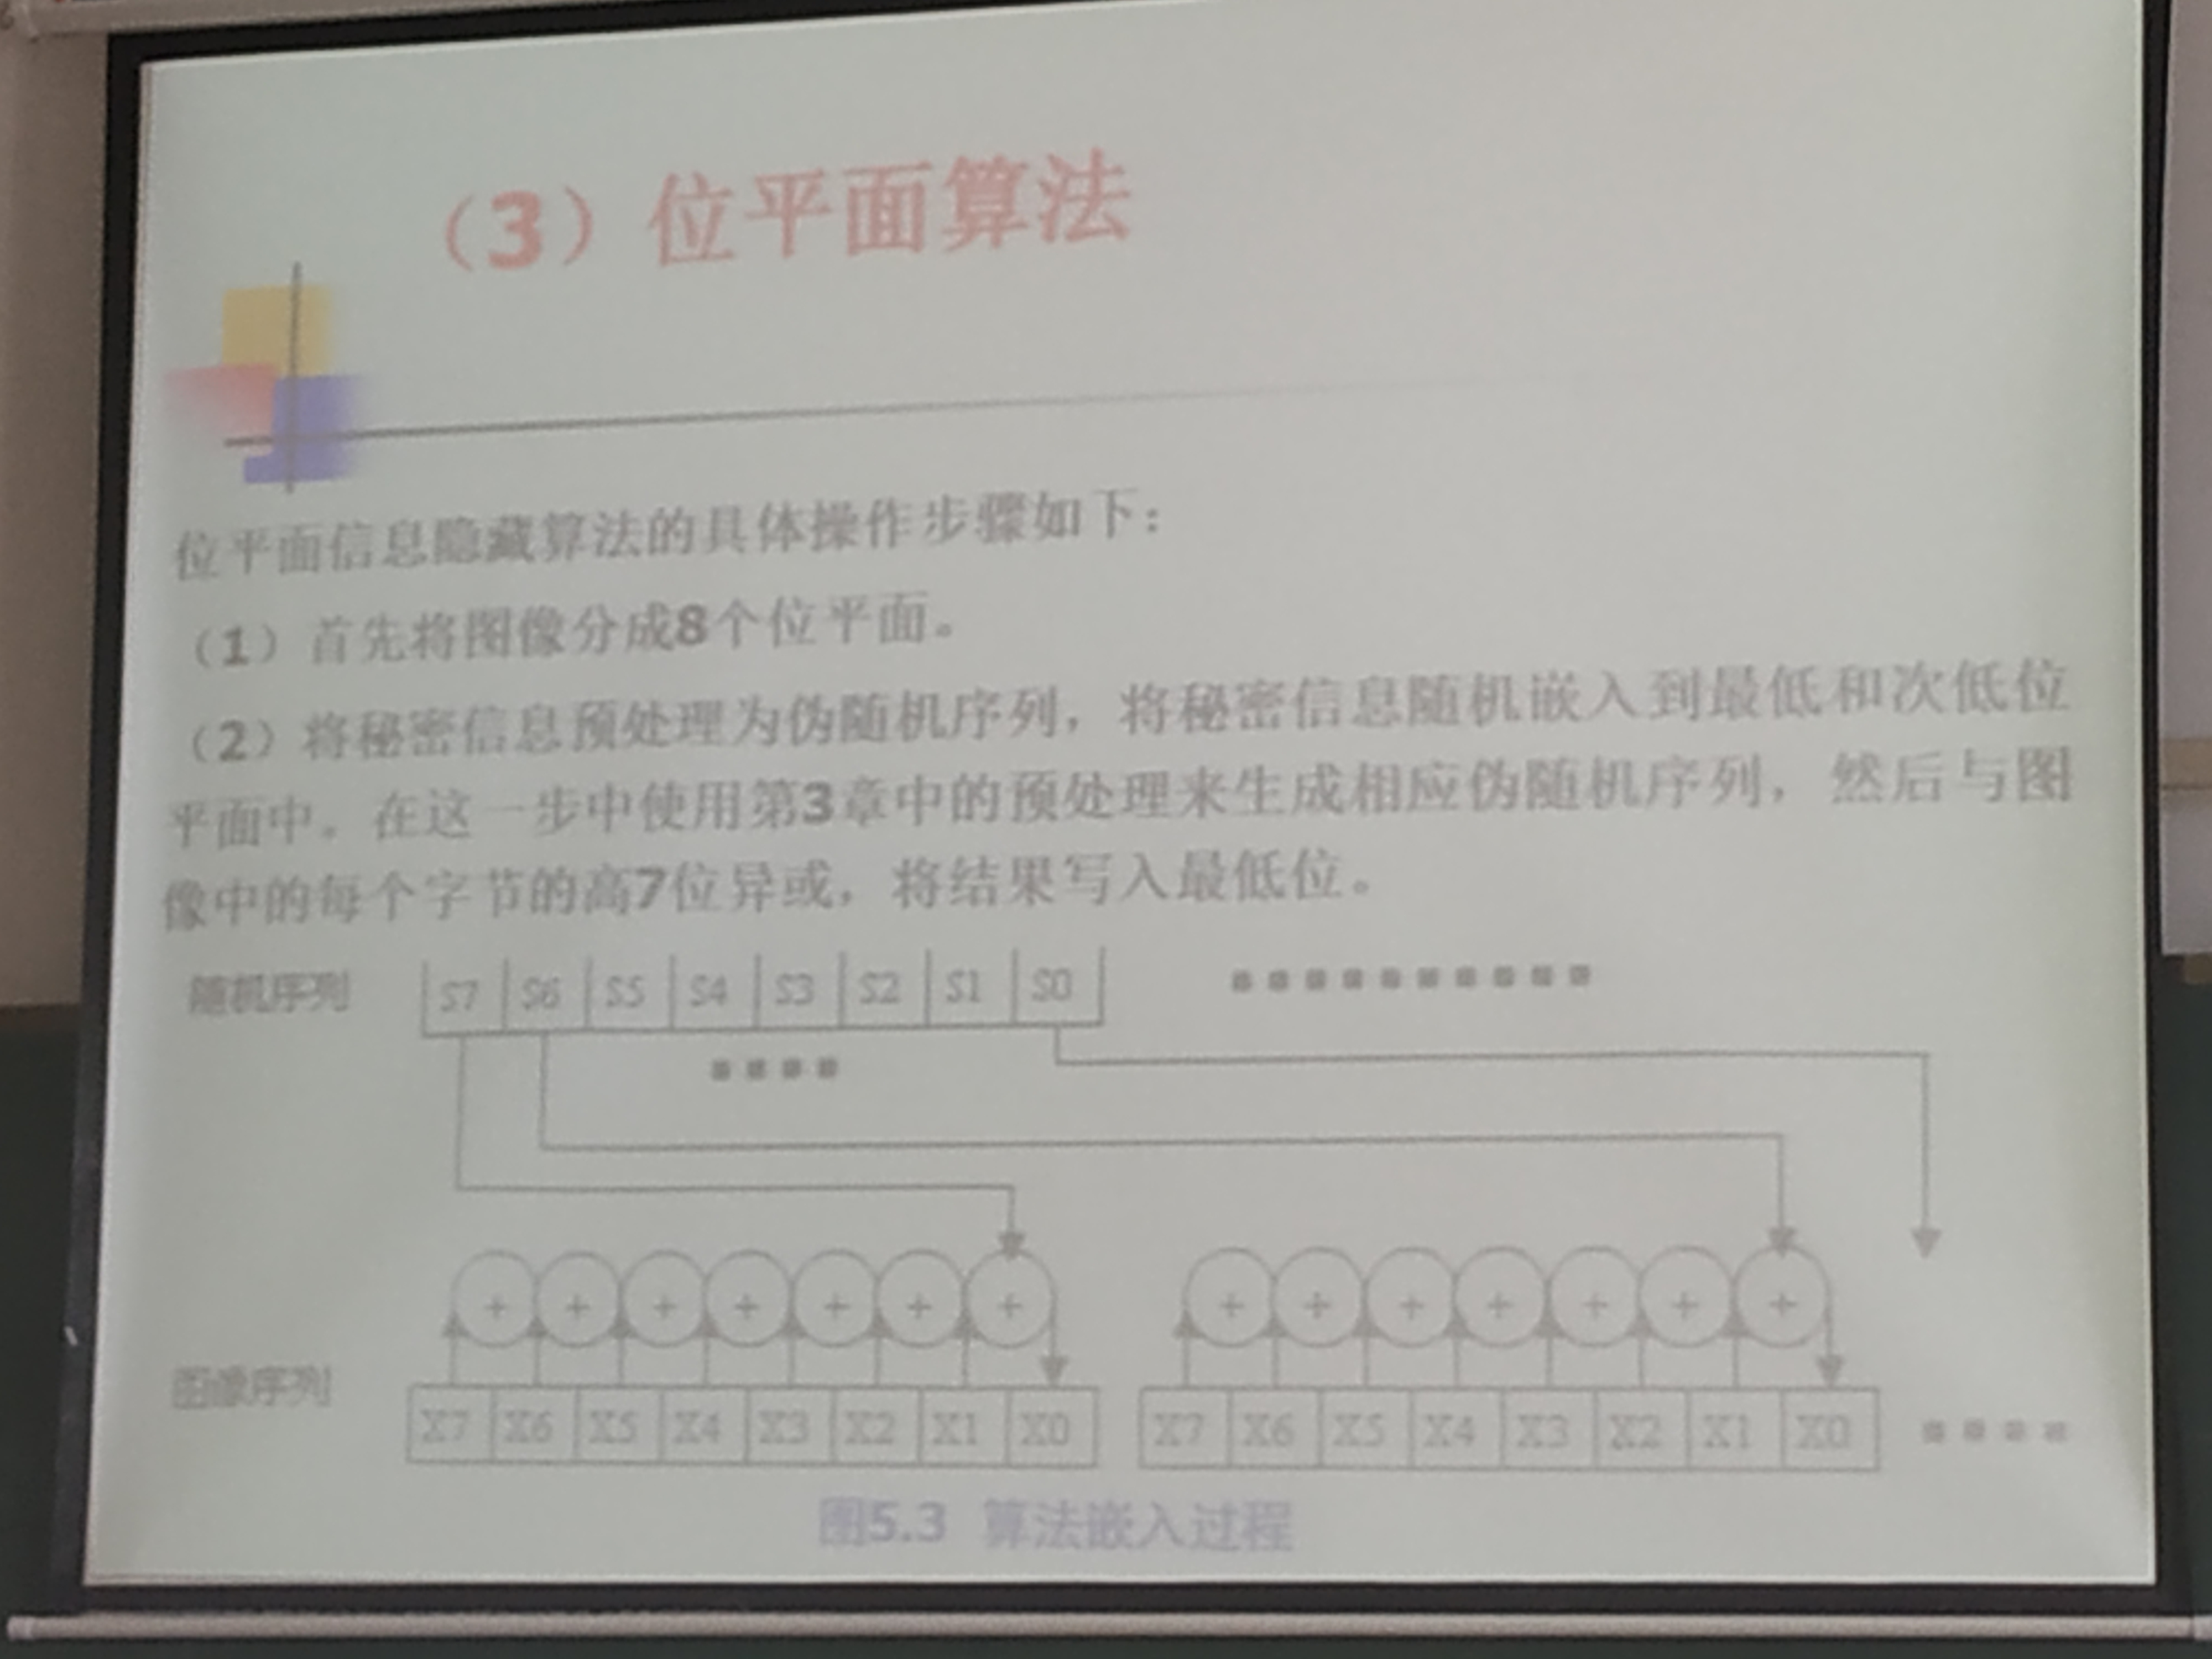 （3）位平面算法
位平面信息隐藏算法的具体操作步骤如下：
（1）首先将图像分成8个位平面。
（2）将秘密信息预处理为伪随机序列，将秘密信息随机嵌入到最低和次低位
平面中。在这一步中使用第3章中的预处理来生成相应伪随机序列，然后与图
像中的每个字节的高7位异或，将结果写入最低位。
随机序列 S7 S6 S5 S4 S3 S2 S1 S0
+ + + + + + + + + + + + + +
图像序列 X7 X6 X5 X4 X3 X2 X1 X0 X7 X6 X5 X4 X3 X2 X1 X0
图5.3 算法嵌入过程